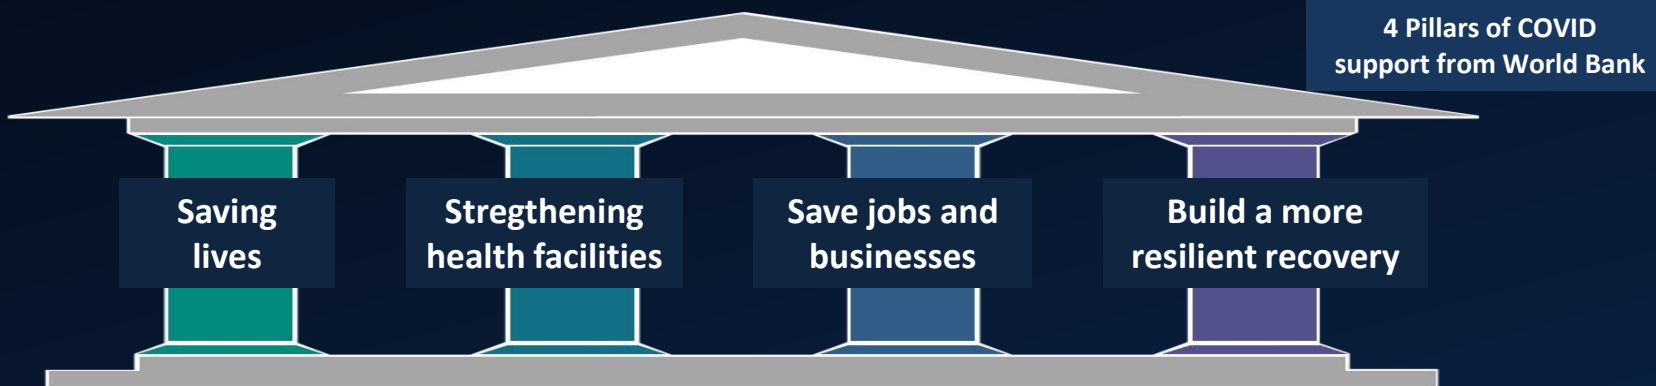 4 Pillars of COVID
support from World Bank
Saving
lives
Stregthening
health facilities
Save jobs and
businesses
Build a more
resilient recovery